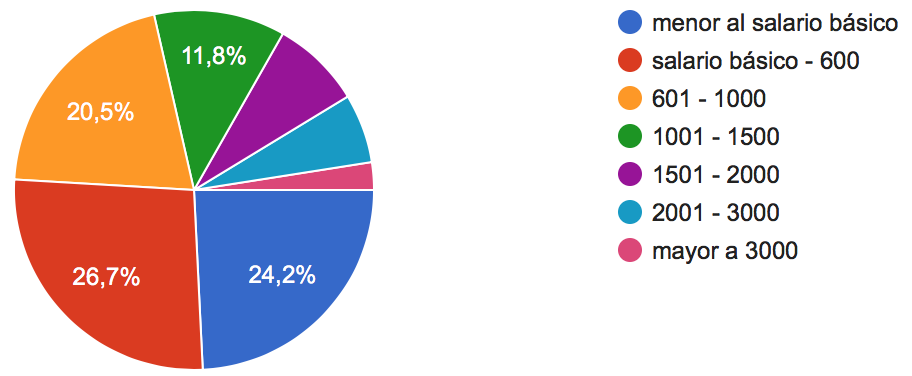 11,8%
20,5%
26,7%
24,2%
menor al salario básico
salario básico - 600
601 - 1000
1001 - 1500
1501 - 2000
2001 - 3000
mayor a 3000